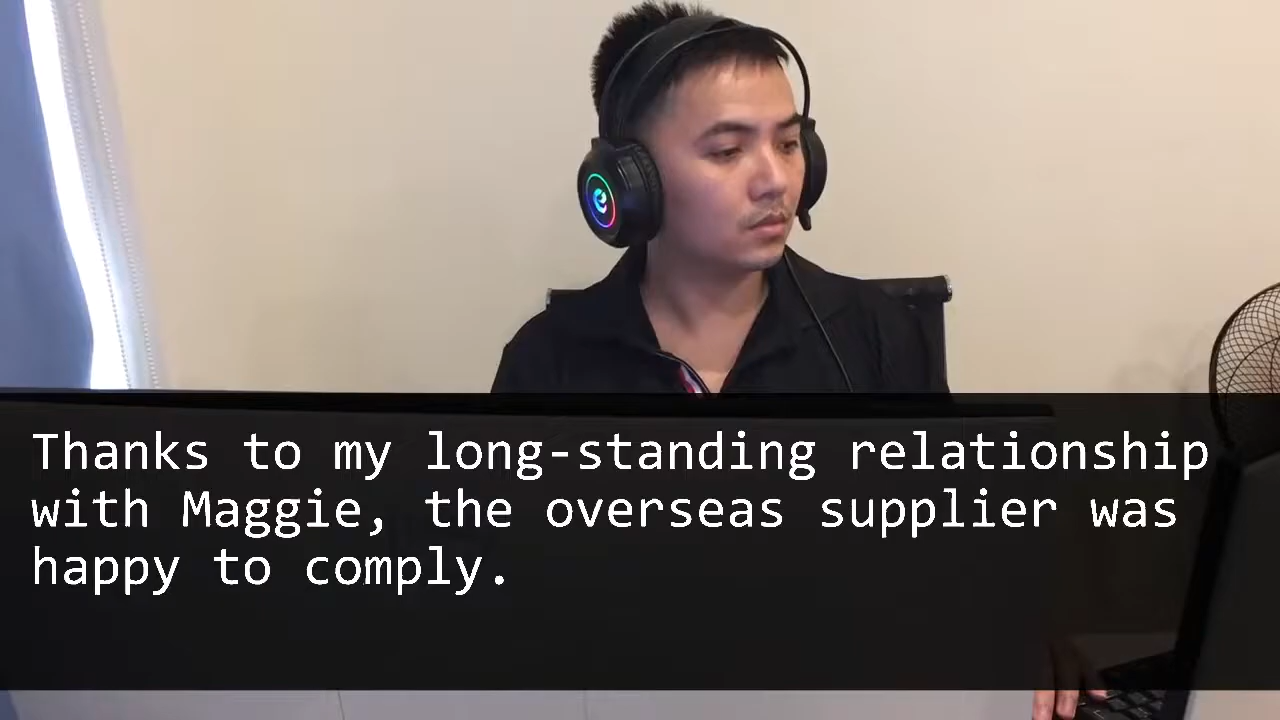 Thanks to my long-standing relationship
with Maggie, the overseas supplier was
happy to comply.